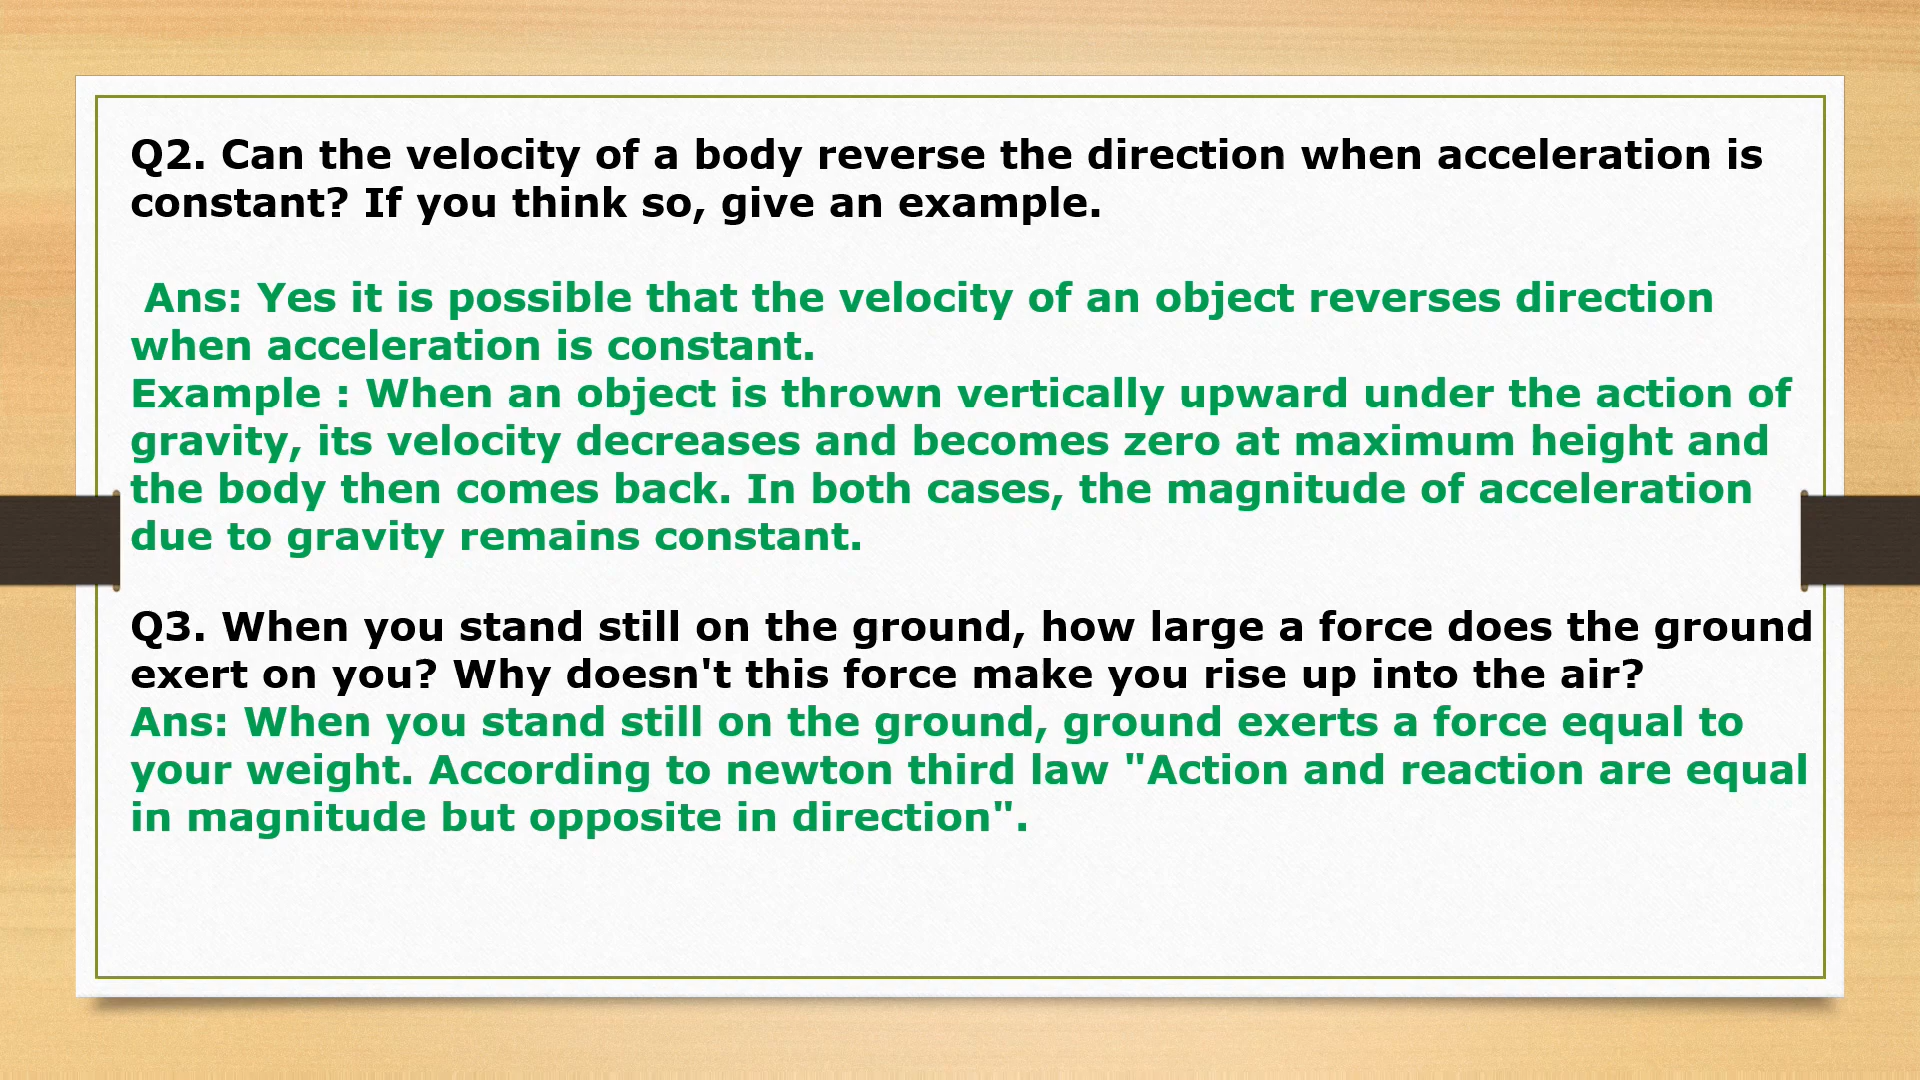 Q2. Can the velocity of a body reverse the direction when acceleration is
constant? If you think so, give an example.
Ans: Yes it is possible that the velocity of an object reverses direction
when acceleration is constant.
Example : When an object is thrown vertically upward under the action of
gravity, its velocity decreases and becomes zero at maximum height and
the body then comes back. In both cases, the magnitude of acceleration
due to gravity remains constant.
Q3. When you stand still on the ground, how large a force does the ground
exert on you? Why doesn't this force make you rise up into the air?
Ans: When you stand still on the ground, ground exerts a force equal to
your weight. According to newton third law "Action and reaction are equal
in magnitude but opposite in direction".